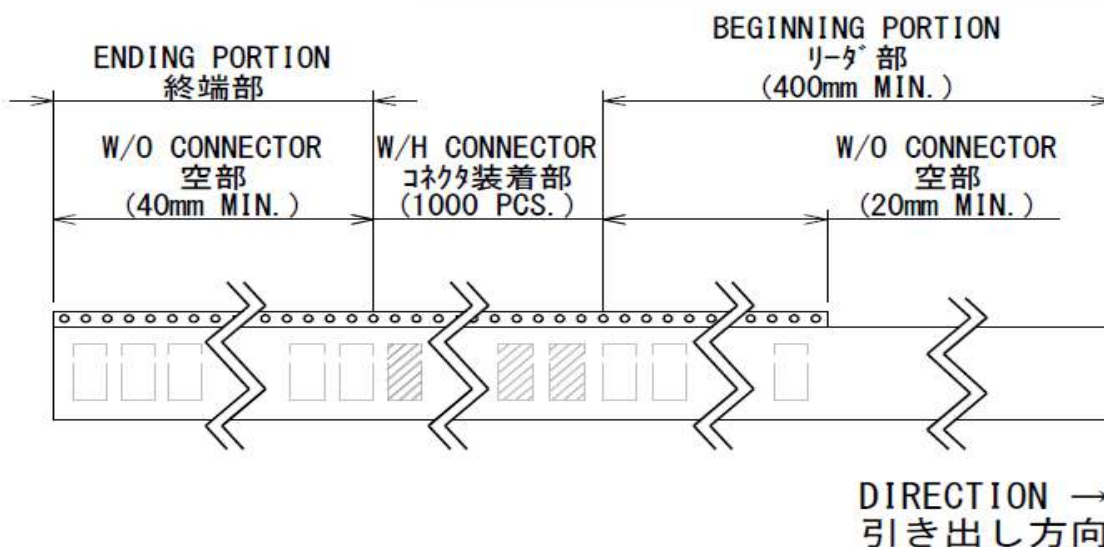 ENDING PORTION
終端部
BEGINNING PORTION
ﾘｰﾀﾞ部
(400mm MIN.)
W/O CONNECTOR
空部
(40mm MIN.)
W/H CONNECTOR
ｺﾈｸﾀ装着部
(1000 PCS.)
W/O CONNECTOR
空部
(20mm MIN.)
DIRECTION →
引き出し方向